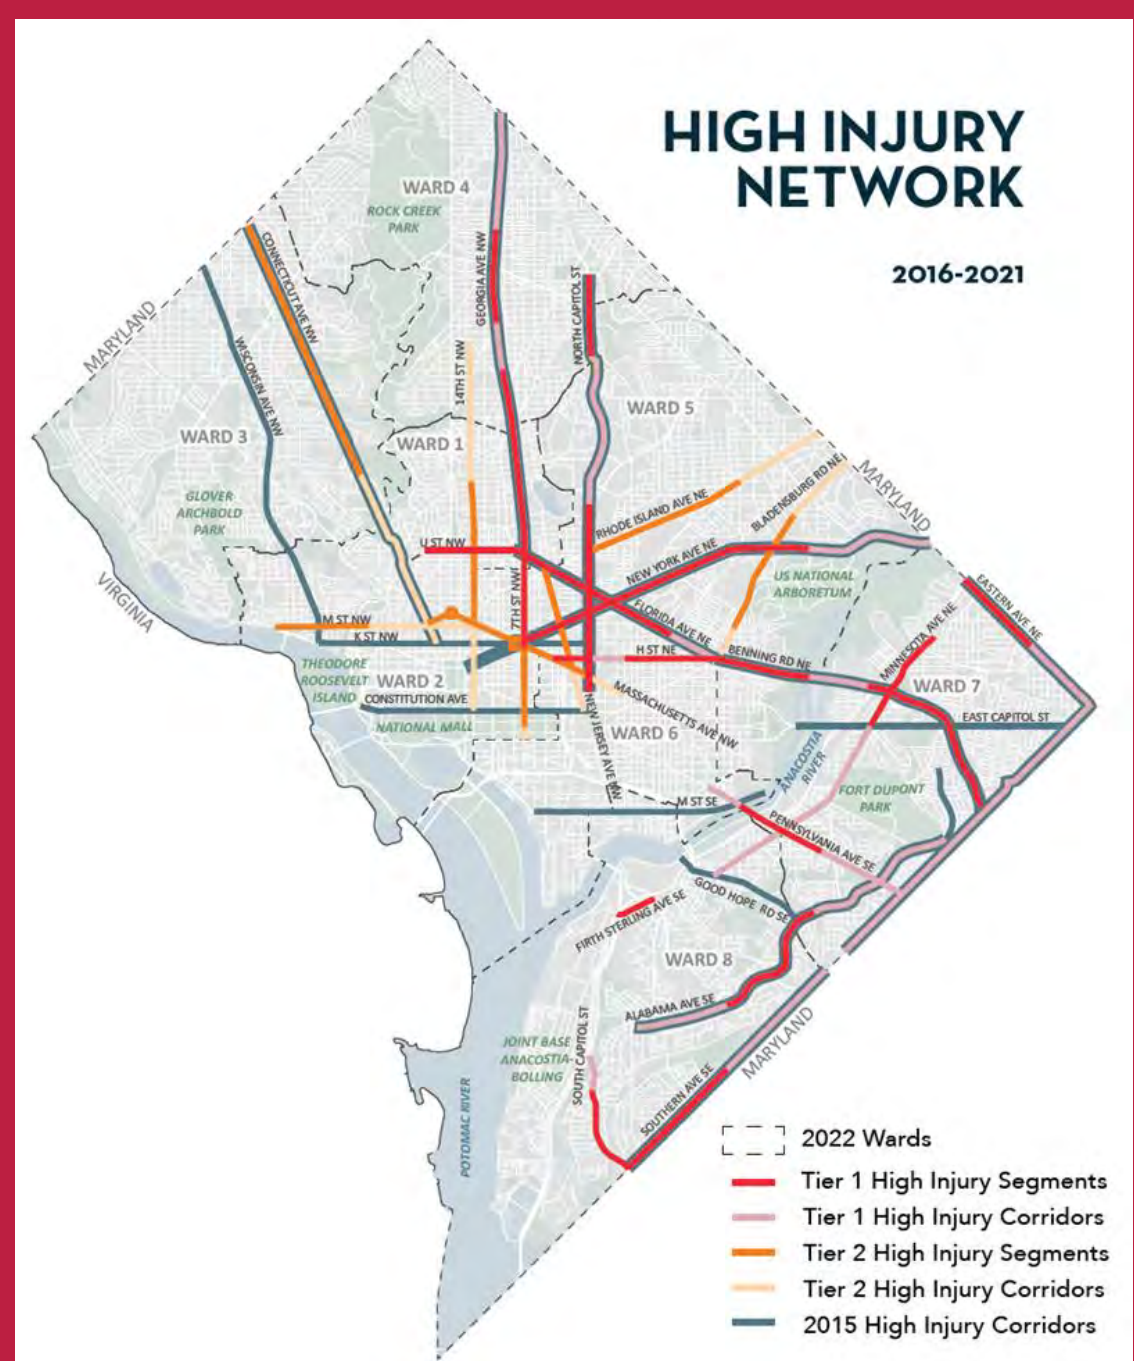 HIGH INJURY
NETWORK
2016-2021
WARD 4
ROCK CREEK
PARK
GEORGIA AVE NW
CONNECTICUT AVE NW
NORTH CAPITOL ST
MARYLAND
WISCONSIN AVE NW
14TH ST NW
WARD 5
WARD 3
WARD 1
GLOVER
ARCHBOLD
PARK
MARYLAND
RHODE ISLAND AVE NE
BLADENSBURG RD NE
U ST NW
NEW YORK AVE NE
US NATIONAL
ARBORETUM
EASTERN AVE NE
VIRGINIA
7TH ST NW
FLORIDA AVE NE
MINNESOTA AVE NE
M ST NW
K ST NW
H ST NE
BENNING RD NE
THEODORE
ROOSEVELT
ISLAND
WARD 2
WARD 7
CONSTITUTION AVE
MASSACHUSETTS AVE NW
NATIONAL MALL
NEW JERSEY AVE NW
WARD 6
EAST CAPITOL ST
ANACOSTIA
RIVER
FORT DUPONT
PARK
M ST SE
PENNSYLVANIA AVE SE
GOOD HOPE RD SE
FIRTH STERLING AVE SE
WARD 8
ALABAMA AVE SE
SOUTH CAPITOL ST
JOINT BASE
ANACOSTIA-
BOLLING
MARYLAND
SOUTHERN AVE SE
POTOMAC RIVER
2022 Wards
Tier 1 High Injury Segments
Tier 1 High Injury Corridors
Tier 2 High Injury Segments
Tier 2 High Injury Corridors
2015 High Injury Corridors